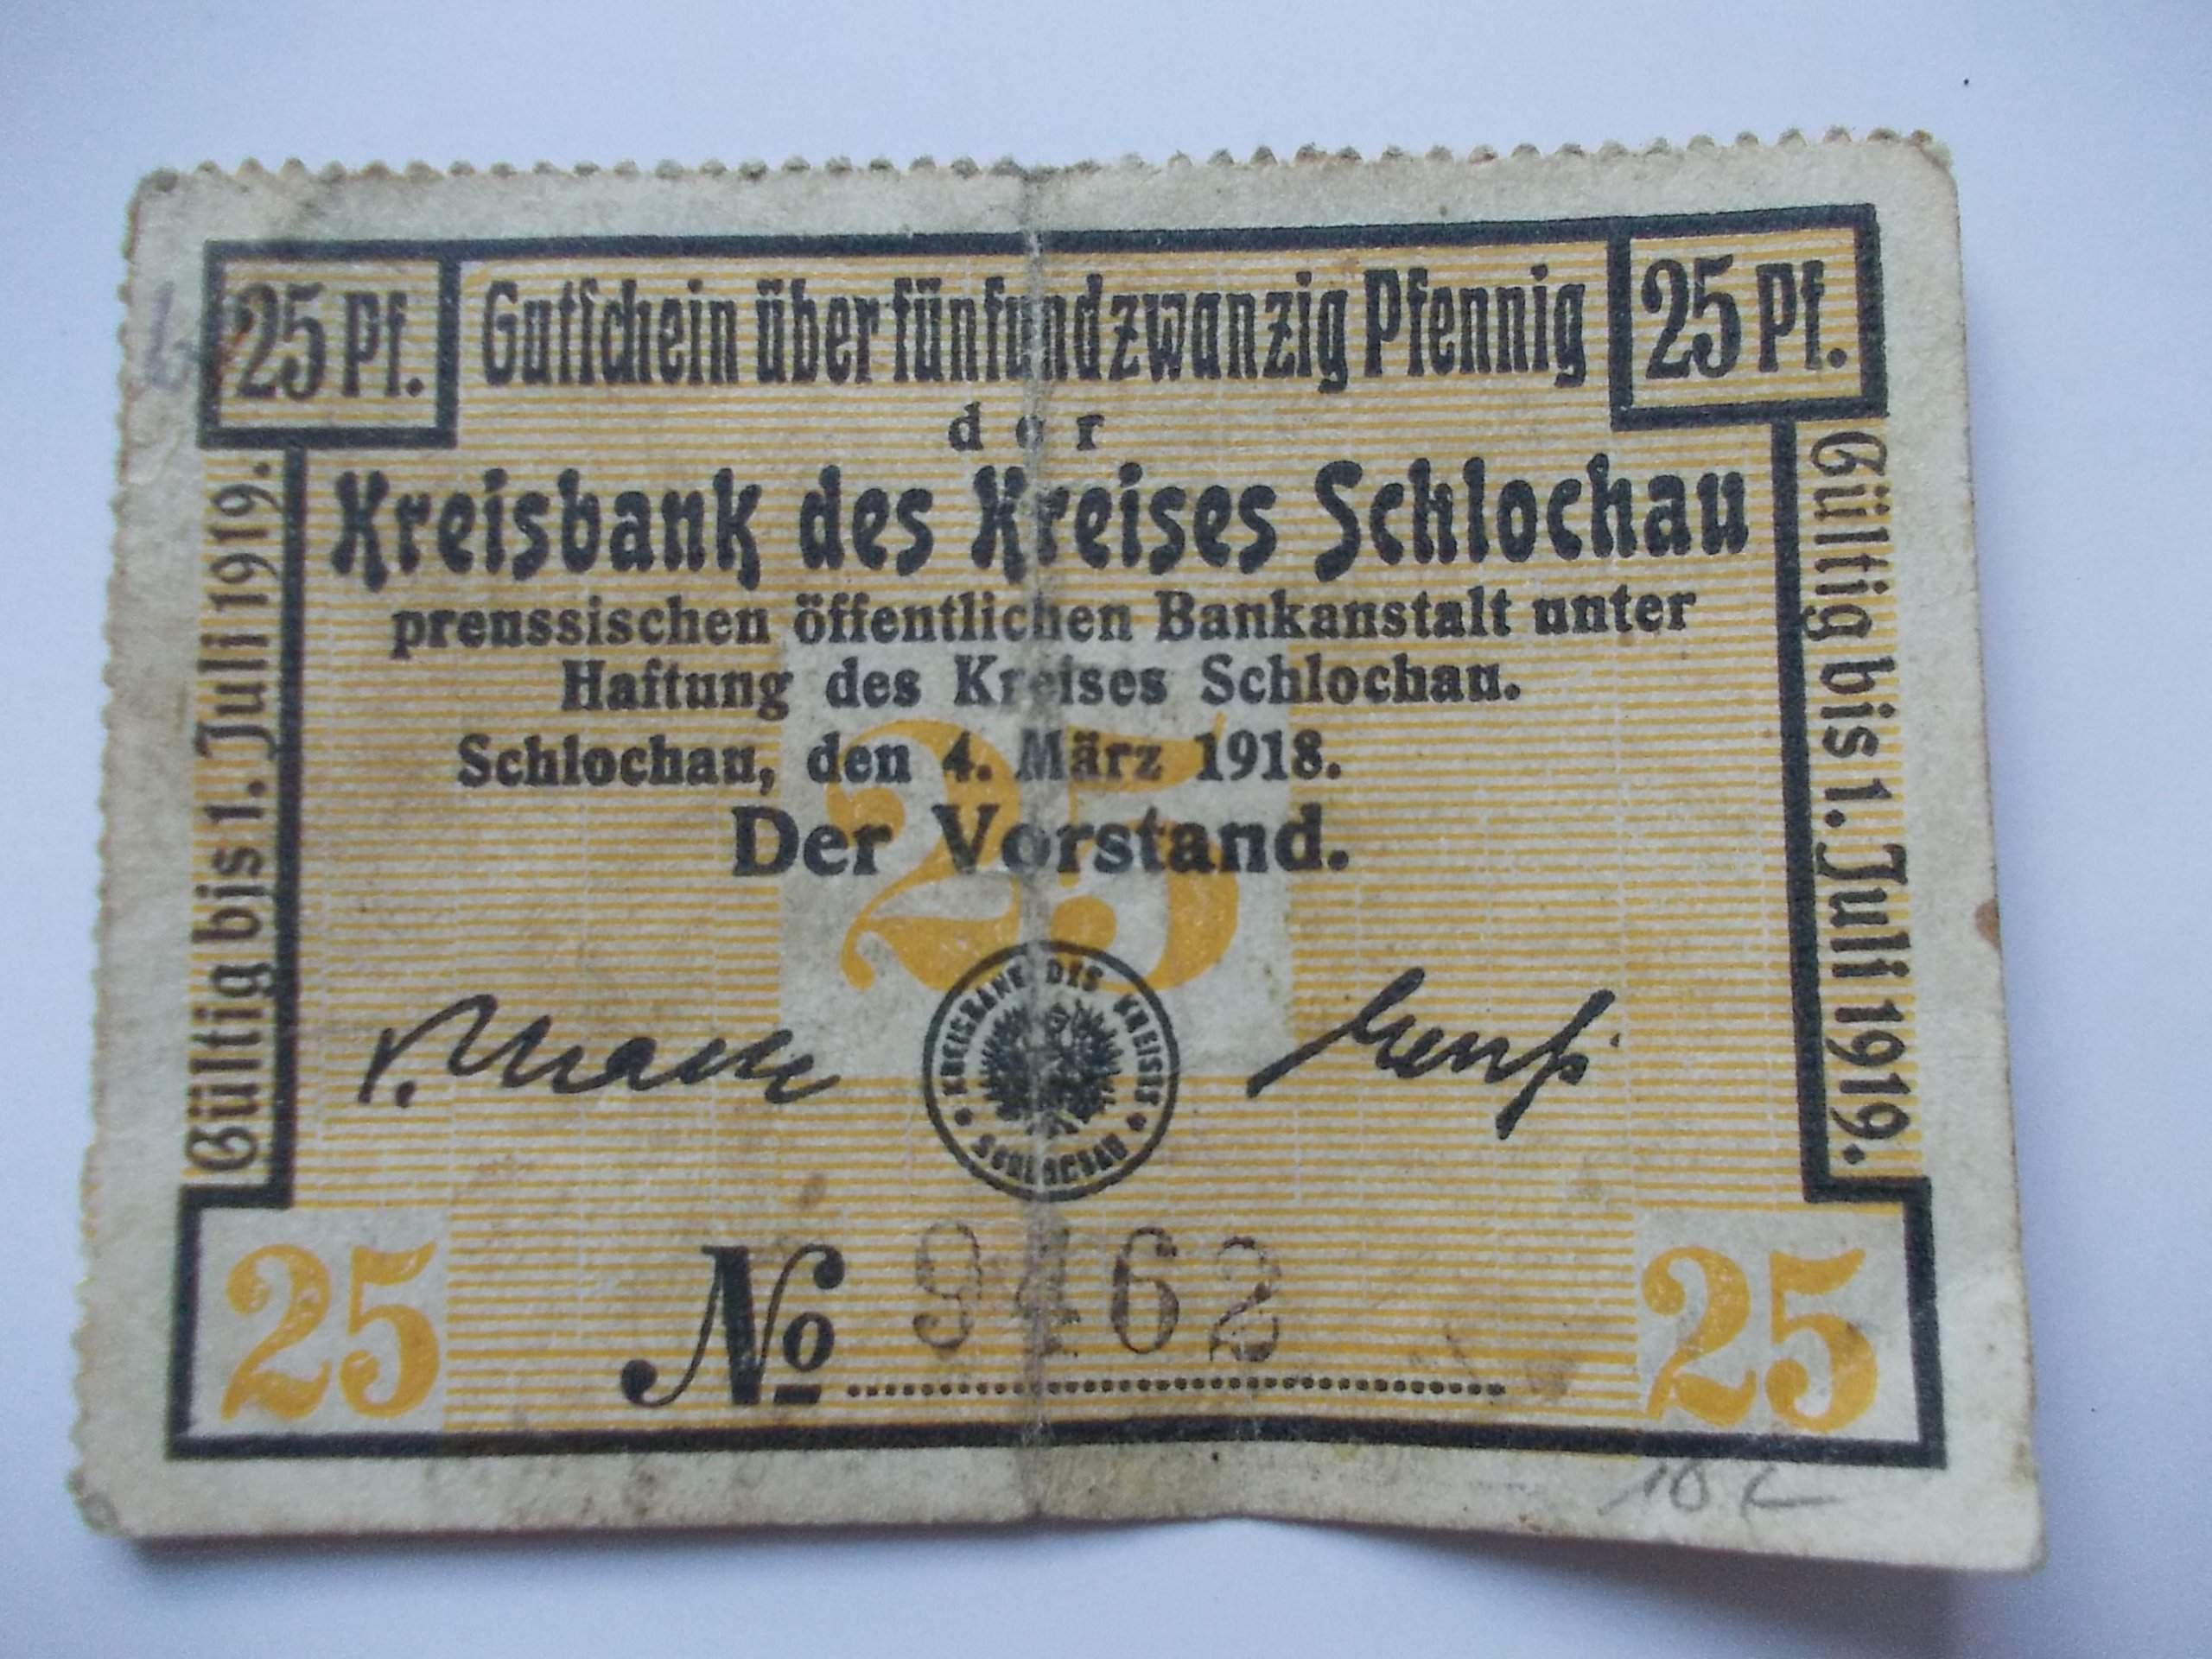 25 Pf.
Gutschein über fünfundzwanzig Pfennig
25 Pf.
der
Kreisbank des Kreises Schlochau
preussischen öffentlichen Bankanstalt unter
Haftung des Kreises Schlochau.
Schlochau, den 4. März 1918.
Der Vorstand.
25
Gültig bis 1. Juli 1919.
Gültig bis 1. Juli 1919.
KREISBANK DES KREISES
SCHLOCHAU
25
No 9462
25